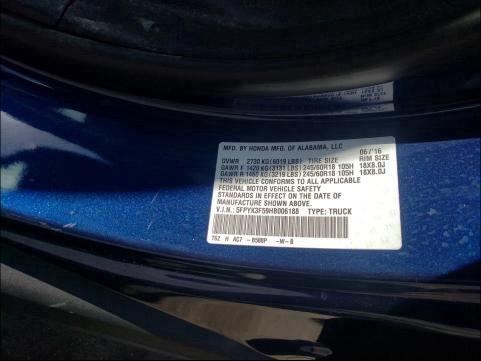 MFD. BY HONDA MFG. OF ALABAMA, LLC 06/16
GVWR 2730 KG (6019 LBS) TIRE SIZE RIM SIZE
GAWR F 1420 KG (3131 LBS) 245/60R18 105H 18X8.0J
GAWR R 1460 KG (3219 LBS) 245/60R18 105H 18X8.0J
THIS VEHICLE CONFORMS TO ALL APPLICABLE
FEDERAL MOTOR VEHICLE SAFETY
STANDARDS IN EFFECT ON THE DATE OF
MANUFACTURE SHOWN ABOVE.
V.I.N.: 5FPYK3F59HB006188 TYPE: TRUCK
T6Z H AC7 -B588P -W-B